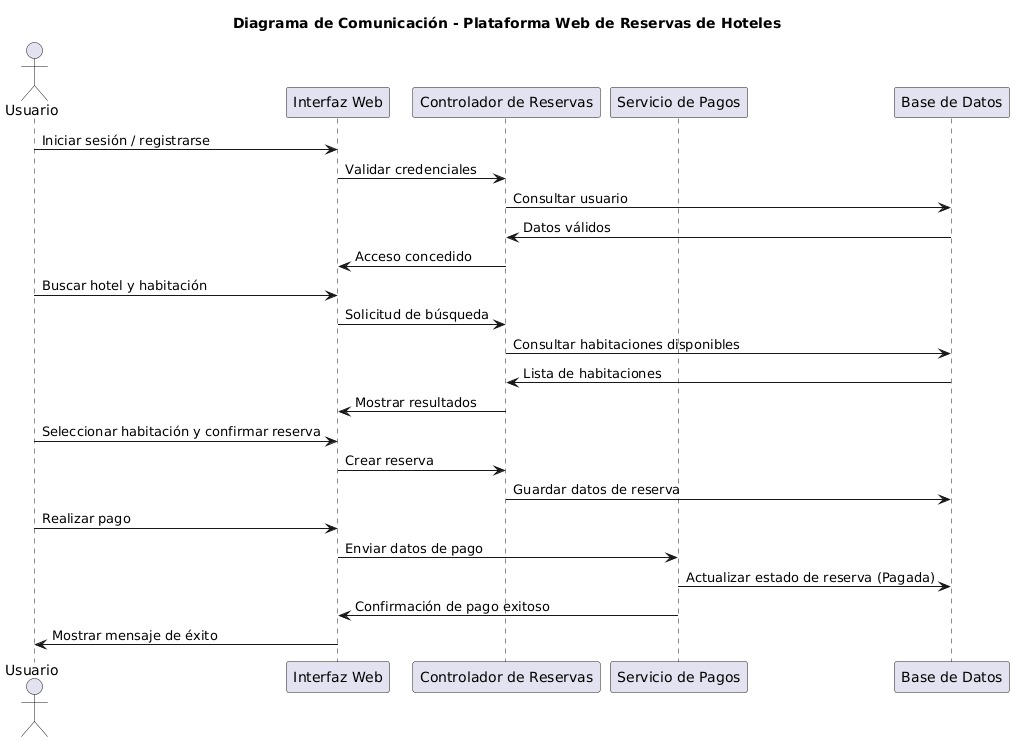 Diagrama de Comunicación - Plataforma Web de Reservas de Hoteles
Usuario
Interfaz Web
Controlador de Reservas
Servicio de Pagos
Base de Datos
Iniciar sesión / registrarse
Validar credenciales
Consultar usuario
Datos válidos
Acceso concedido
Buscar hotel y habitación
Solicitud de búsqueda
Consultar habitaciones disponibles
Lista de habitaciones
Mostrar resultados
Seleccionar habitación y confirmar reserva
Crear reserva
Guardar datos de reserva
Realizar pago
Enviar datos de pago
Actualizar estado de reserva (Pagada)
Confirmación de pago exitoso
Mostrar mensaje de éxito
Usuario
Interfaz Web
Controlador de Reservas
Servicio de Pagos
Base de Datos